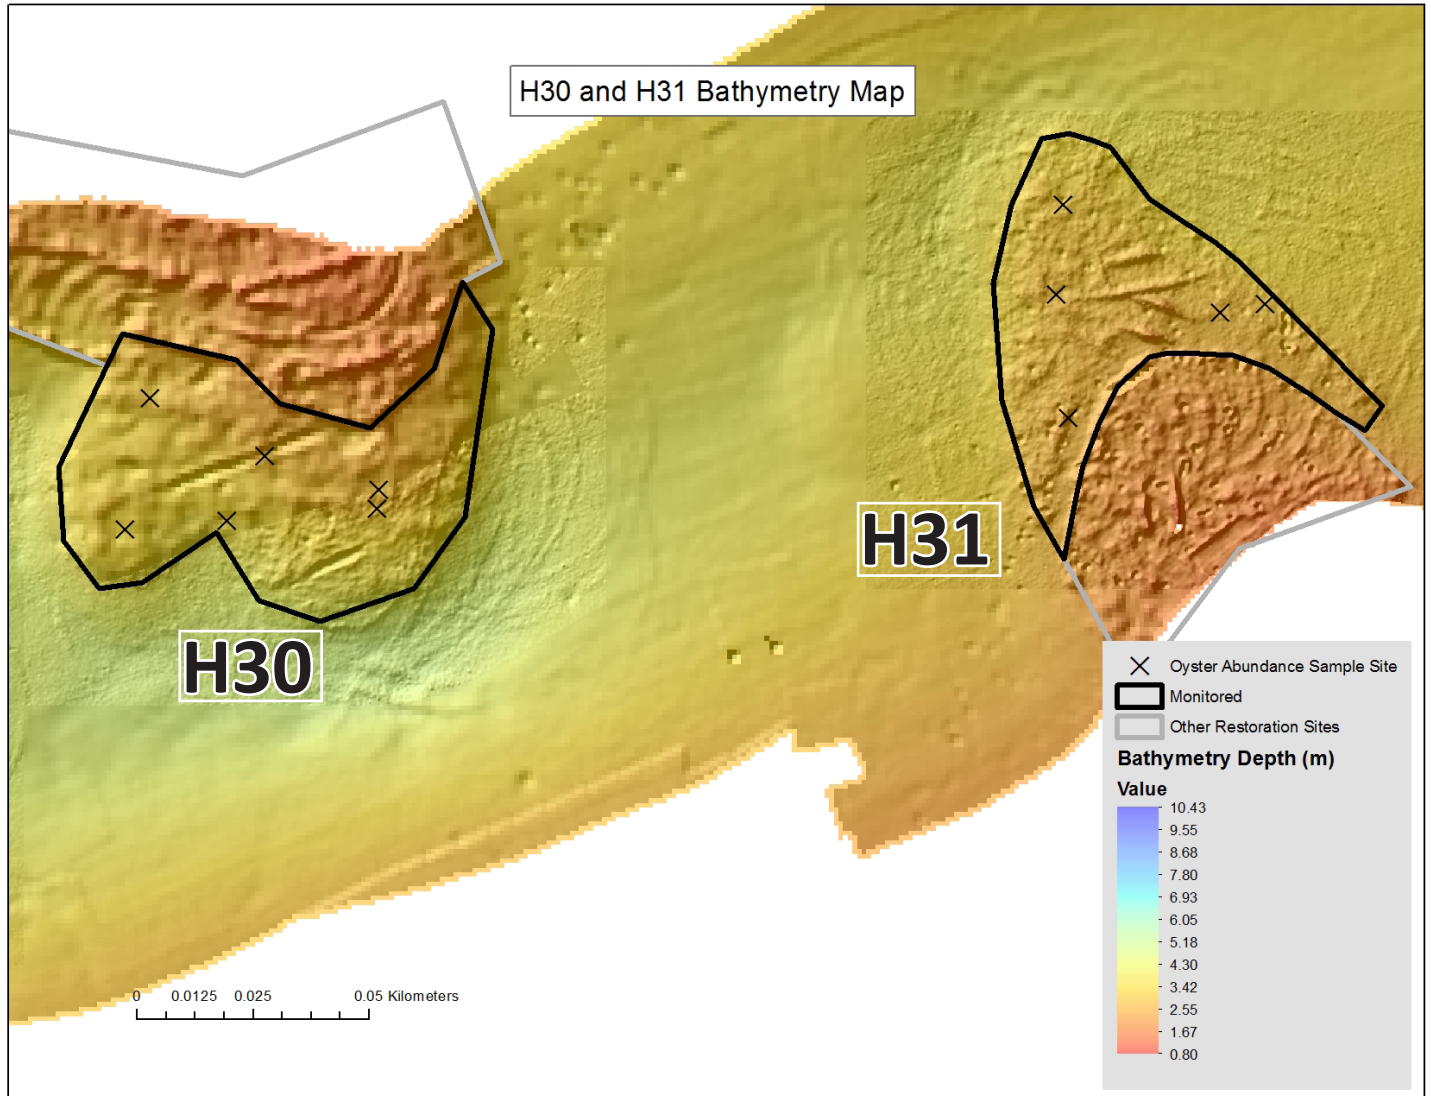 H30 and H31 Bathymetry Map
H31
H30
Oyster Abundance Sample Site
Monitored
Other Restoration Sites
Bathymetry Depth (m)
Value
10.43
9.55
8.68
7.80
6.93
6.05
5.18
4.30
3.42
2.55
1.67
0.80
0 0.0125 0.025 0.05 Kilometers